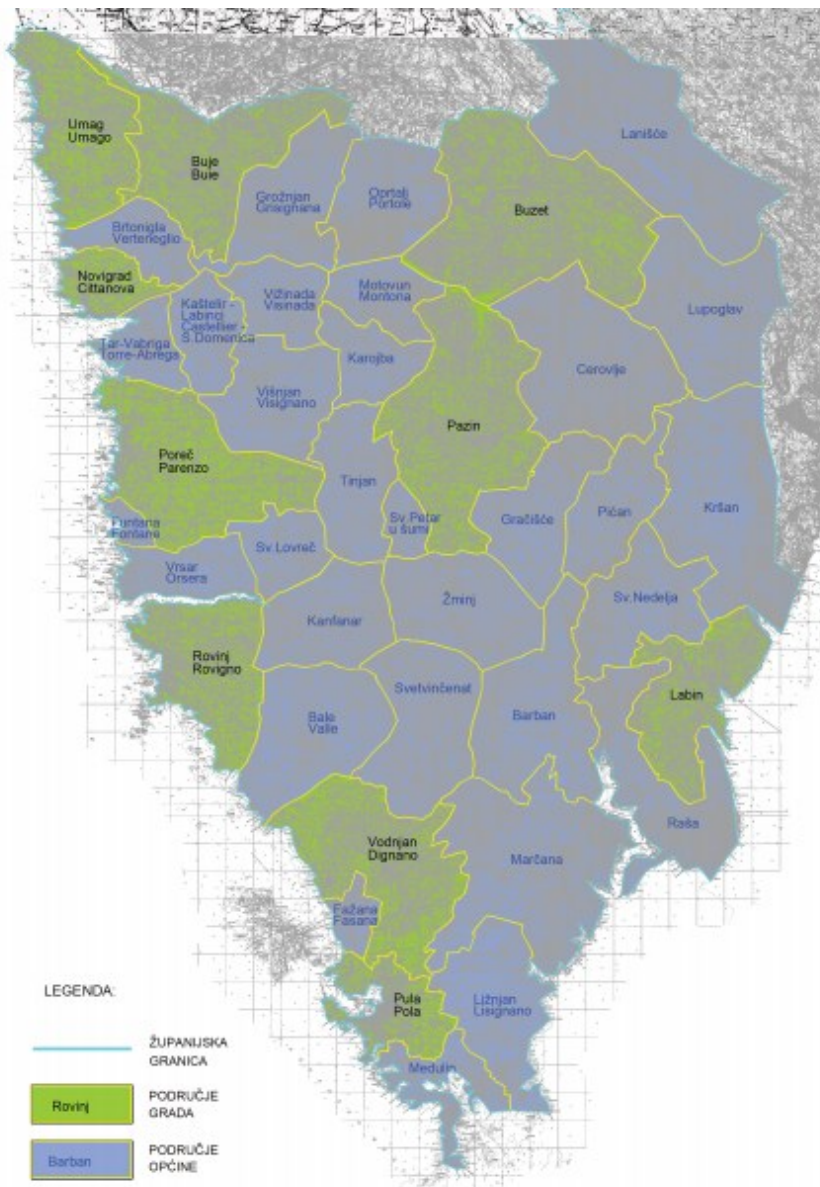 Umag
Umago
Buje
Buie
Grožnjan
Grisignana
Oprtalj
Portole
Buzet
Lanišće
Brtonigla
Verteneglio
Novigrad
Cittanova
Kaštelir -
Labinci
Castellier -
S.Domenica
Vižinada
Visinada
Motovun
Montona
Lupoglav
Tar-Vabriga
Torre-Abrega
Karojba
Cerovlje
Višnjan
Visignano
Pazin
Poreč
Parenzo
Tinjan
Sv.Petar
u šumi
Gračišće
Pićan
Kršan
Funtana
Fontane
Sv.Lovreč
Vrsar
Orsera
Kanfanar
Žminj
Sv.Nedelja
Rovinj
Rovigno
Svetvinčenat
Labin
Bale
Valle
Barban
Raša
Vodnjan
Dignano
Marčana
Fažana
Fasana
Pula
Pola
Ližnjan
Lisignano
Medulin
LEGENDA:
ŽUPANIJSKA
GRANICA
Rovinj
PODRUČJE
GRADA
Barban
PODRUČJE
OPĆINE